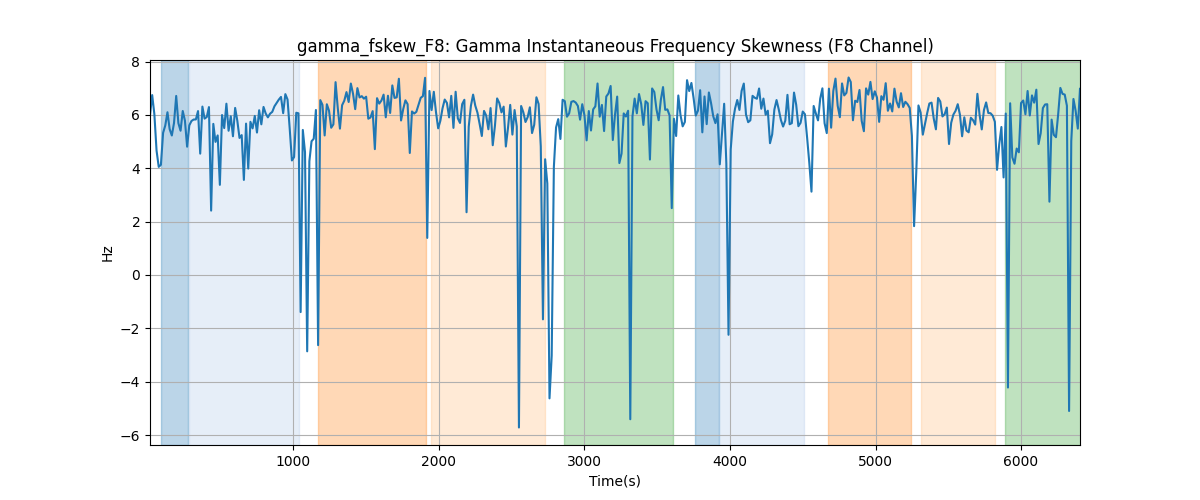 gamma_fskew_F8: Gamma Instantaneous Frequency Skewness (F8 Channel)
8
6
4
2
0
−2
−4
−6
Hz
1000 2000 3000 4000 5000 6000
Time(s)